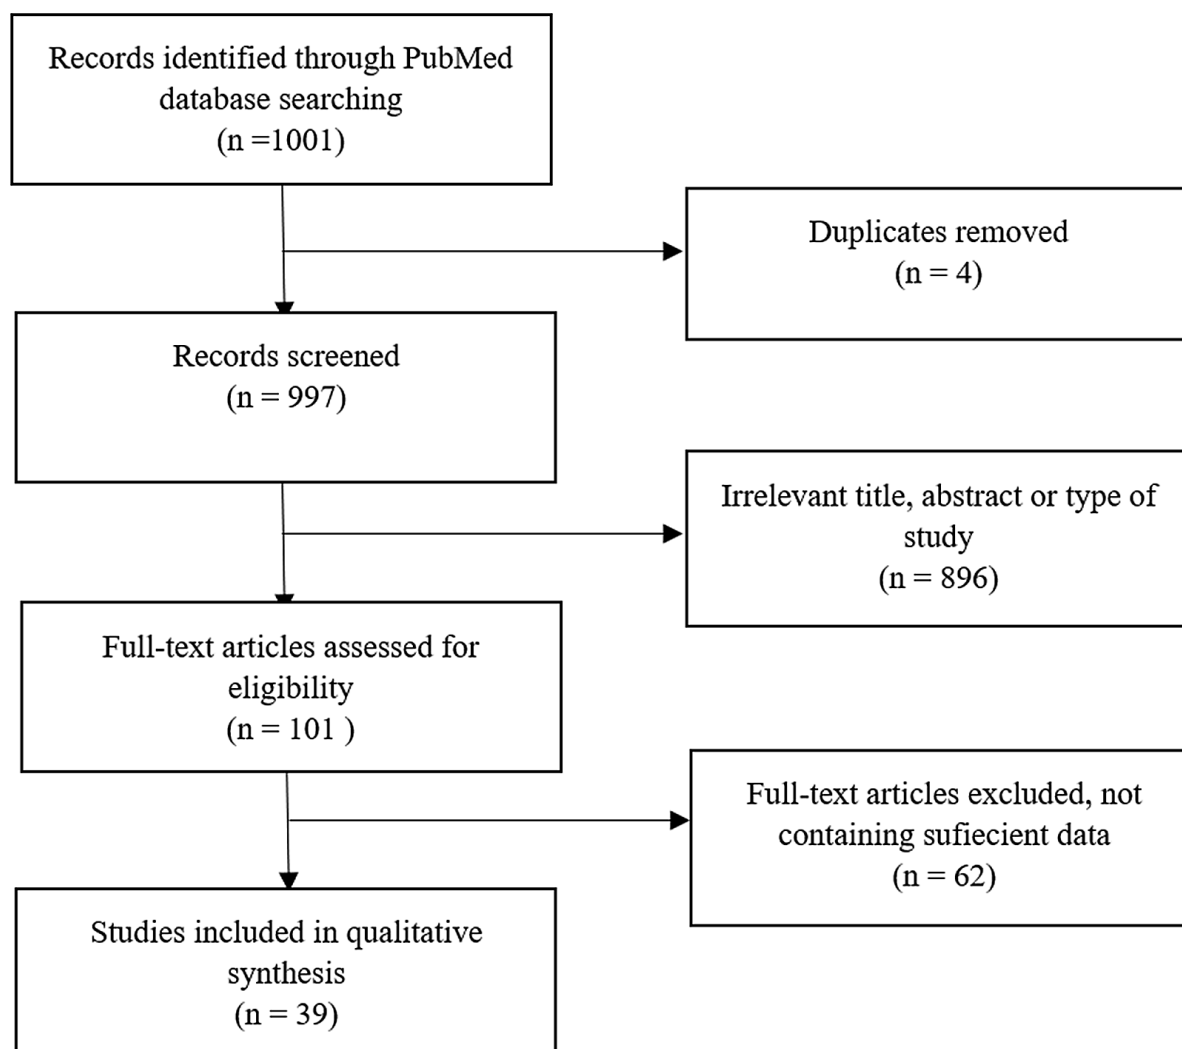 Records identified through PubMed
database searching
(n =1001)
Duplicates removed
(n = 4)
Records screened
(n = 997)
Irrelevant title, abstract or type of
study
(n = 896)
Full-text articles assessed for
eligibility
(n = 101 )
Full-text articles excluded, not
containing sufiecient data
(n = 62)
Studies included in qualitative
synthesis
(n = 39)